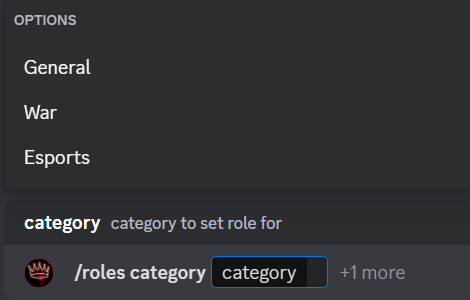 OPTIONS
General
War
Esports
category category to set role for
/roles category category +1 more